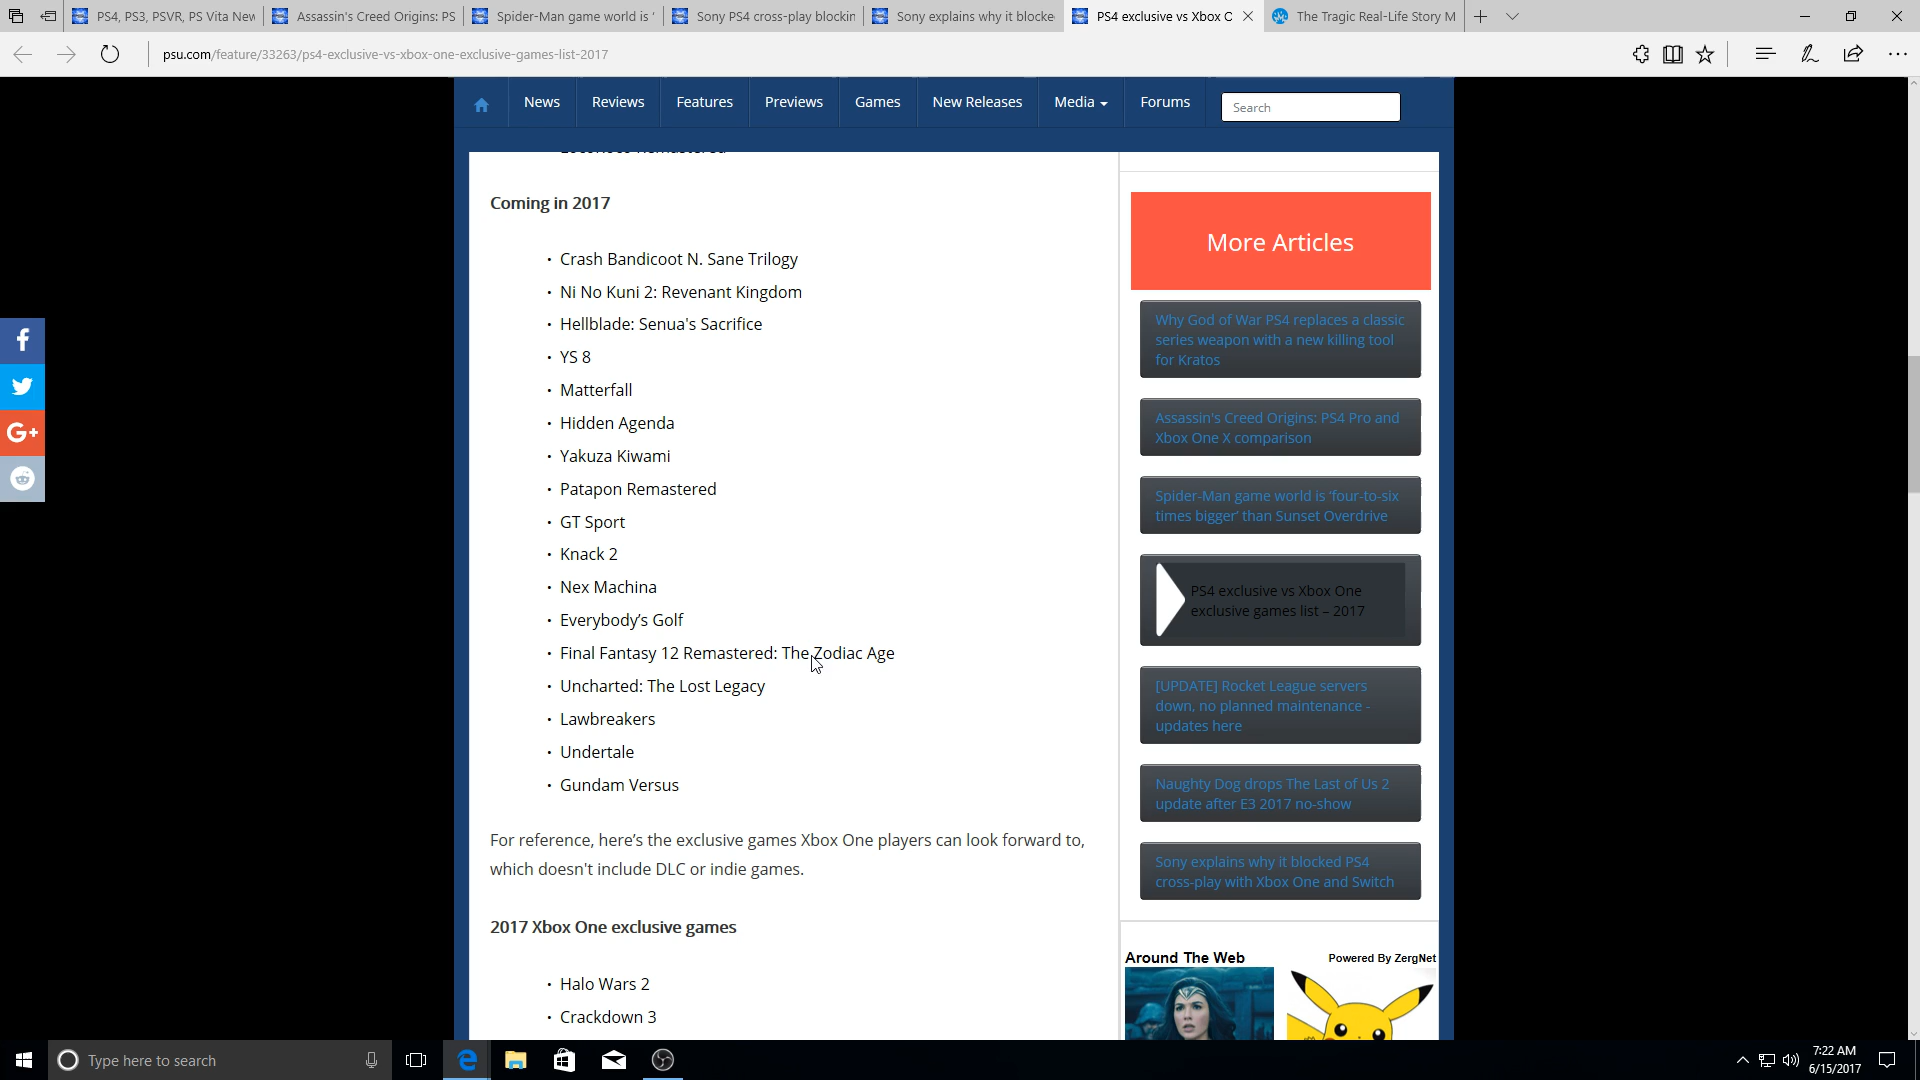 PS4, PS3, PSVR, PS Vita New
Assassin's Creed Origins: PS
Spider-Man game world is '
Sony PS4 cross-play blockin
Sony explains why it blocke
PS4 exclusive vs Xbox C
The Tragic Real-Life Story M
psu.com/feature/33263/ps4-exclusive-vs-xbox-one-exclusive-games-list-2017
News
Reviews
Features
Previews
Games
New Releases
Media
Forums
Search
Coming in 2017
• Crash Bandicoot N. Sane Trilogy
• Ni No Kuni 2: Revenant Kingdom
• Hellblade: Senua's Sacrifice
• YS 8
• Matterfall
• Hidden Agenda
• Yakuza Kiwami
• Patapon Remastered
• GT Sport
• Knack 2
• Nex Machina
• Everybody's Golf
• Final Fantasy 12 Remastered: The Zodiac Age
• Uncharted: The Lost Legacy
• Lawbreakers
• Undertale
• Gundam Versus
For reference, here's the exclusive games Xbox One players can look forward to,
which doesn't include DLC or indie games.
2017 Xbox One exclusive games
• Halo Wars 2
• Crackdown 3
More Articles
Why God of War PS4 replaces a classic
series weapon with a new killing tool
for Kratos
Assassin's Creed Origins: PS4 Pro and
Xbox One X comparison
Spider-Man game world is 'four-to-six
times bigger' than Sunset Overdrive
PS4 exclusive vs Xbox One
exclusive games list – 2017
[UPDATE] Rocket League servers
down, no planned maintenance -
updates here
Naughty Dog drops The Last of Us 2
update after E3 2017 no-show
Sony explains why it blocked PS4
cross-play with Xbox One and Switch
Around The Web
Powered By ZergNet
G+
Type here to search
7:22 AM
6/15/2017